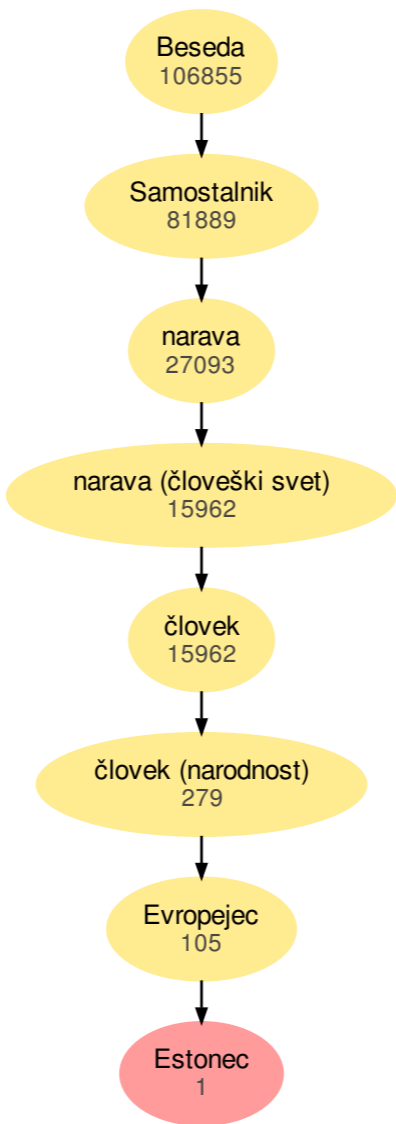 Beseda
106855
Samostalnik
81889
narava
27093
narava (človeški svet)
15962
človek
15962
človek (narodnost)
279
Evropejec
105
Estonec
1